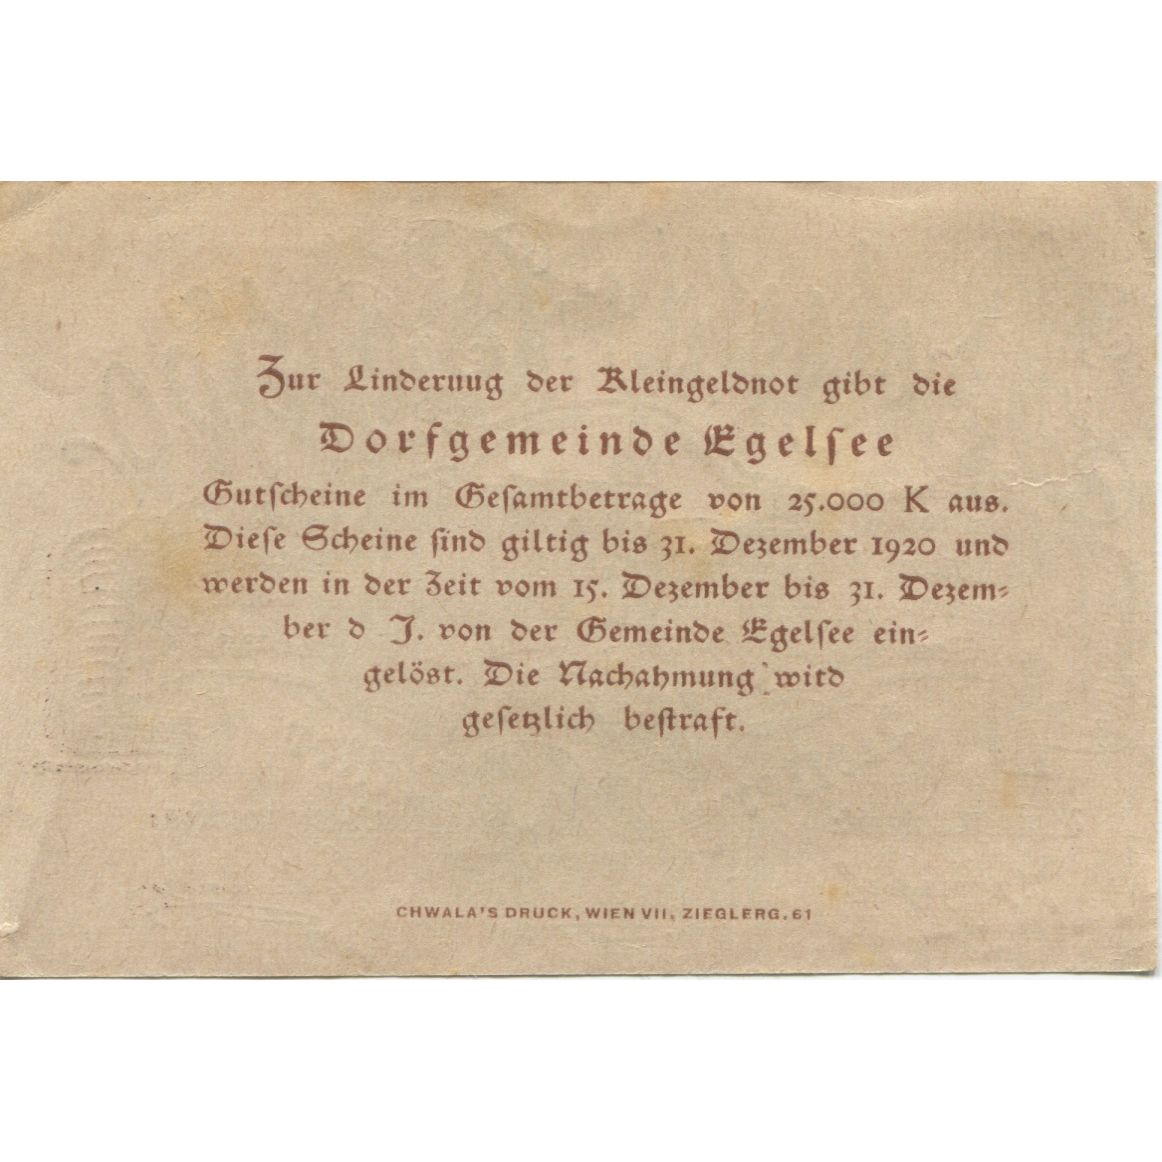 Zur Linderuug der Kleingeldnot gibt die
Dorfgemeinde Egelsee
Gutscheine im Gesamtbetrage von 25.000 K aus.
Diese Scheine sind giltig bis 31. Dezember 1920 und
werden in der Zeit vom 15. Dezember bis 31. Dezem-
ber d J. von der Gemeinde Egelsee ein-
gelöst. Die Nachahmung witd
gesetzlich bestraft.
CHWALA'S DRUCK, WIEN VII, ZIEGLERG. 61